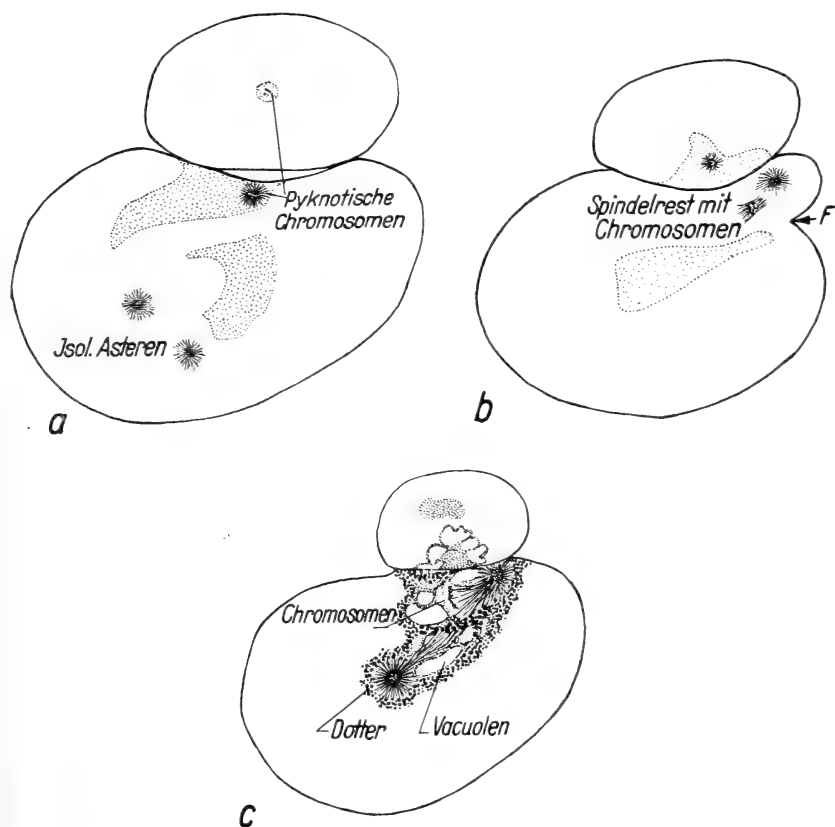 Pyknotische
Chromosomen
Jsol. Asteren
a
Spindelrest mit
Chromosomen
F
b
Chromosomen
Dotter
Vacuolen
c